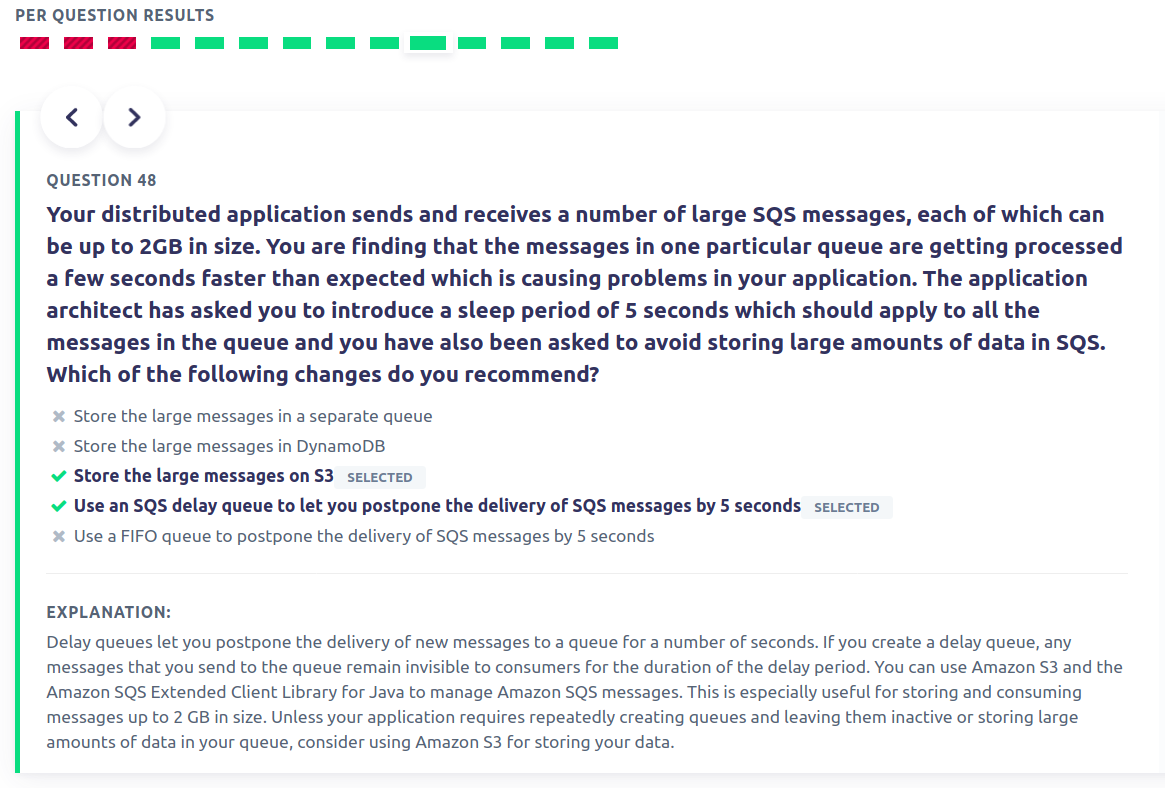 PER QUESTION RESULTS
QUESTION 48
Your distributed application sends and receives a number of large SQS messages, each of which can
be up to 2GB in size. You are finding that the messages in one particular queue are getting processed
a few seconds faster than expected which is causing problems in your application. The application
architect has asked you to introduce a sleep period of 5 seconds which should apply to all the
messages in the queue and you have also been asked to avoid storing large amounts of data in SQS.
Which of the following changes do you recommend?
Store the large messages in a separate queue
Store the large messages in DynamoDB
Store the large messages on S3 SELECTED
Use an SQS delay queue to let you postpone the delivery of SQS messages by 5 seconds SELECTED
Use a FIFO queue to postpone the delivery of SQS messages by 5 seconds
EXPLANATION:
Delay queues let you postpone the delivery of new messages to a queue for a number of seconds. If you create a delay queue, any
messages that you send to the queue remain invisible to consumers for the duration of the delay period. You can use Amazon S3 and the
Amazon SQS Extended Client Library for Java to manage Amazon SQS messages. This is especially useful for storing and consuming
messages up to 2 GB in size. Unless your application requires repeatedly creating queues and leaving them inactive or storing large
amounts of data in your queue, consider using Amazon S3 for storing your data.